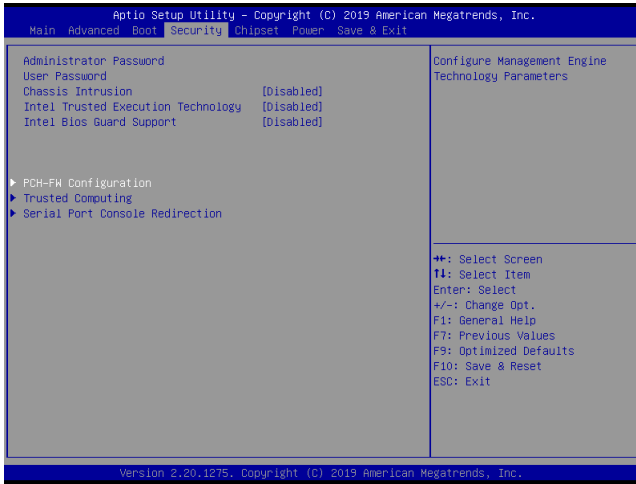 Aptio Setup Utility – Copyright (C) 2019 American Megatrends, Inc.
Main Advanced Boot Security Chipset Power Save & Exit
Administrator Password
User Password
Chassis Intrusion [Disabled]
Intel Trusted Execution Technology [Disabled]
Intel Bios Guard Support [Disabled]
PCH-FW Configuration
Trusted Computing
Serial Port Console Redirection
Configure Management Engine
Technology Parameters
→←: Select Screen
↑↓: Select Item
Enter: Select
+/-: Change Opt.
F1: General Help
F7: Previous Values
F9: Optimized Defaults
F10: Save & Reset
ESC: Exit
Version 2.20.1275. Copyright (C) 2019 American Megatrends, Inc.